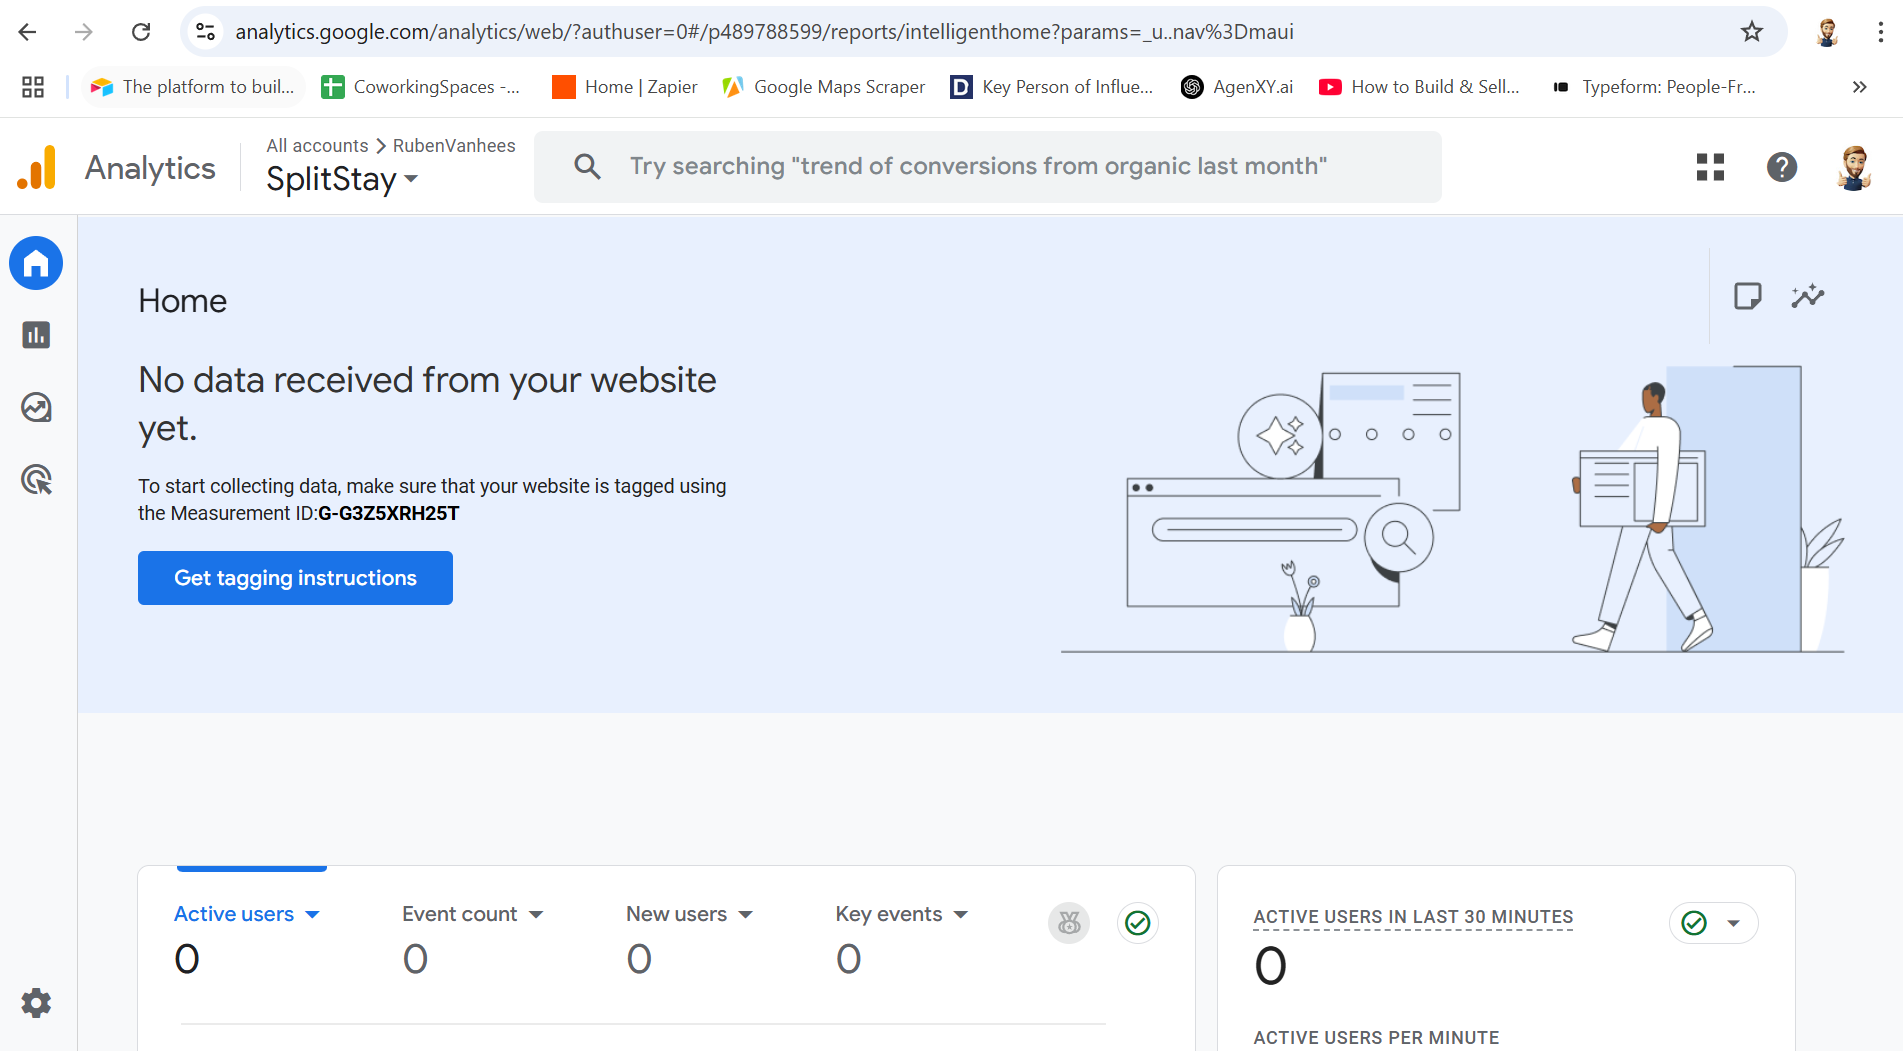 analytics.google.com/analytics/web/?authuser=0#/p489788599/reports/intelligenthome?params=_u..nav%3Dmaui
The platform to buil...
CoworkingSpaces -...
Home | Zapier
Google Maps Scraper
D
Key Person of Influe...
AgenXY.ai
How to Build & Sell...
Typeform: People-Fr...
Analytics
All accounts > RubenVanhees
SplitStay
Try searching "trend of conversions from organic last month"
Home
No data received from your website
yet.
To start collecting data, make sure that your website is tagged using
the Measurement ID:G-G3Z5XRH25T
Get tagging instructions
Active users
0
Event count
0
New users
0
Key events
0
ACTIVE USERS IN LAST 30 MINUTES
0
ACTIVE USERS PER MINUTE